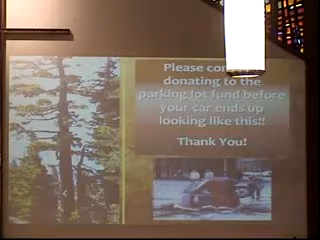 Please
donating to the
parking lot fund before
your car ends up
looking like this!!
Thank You!